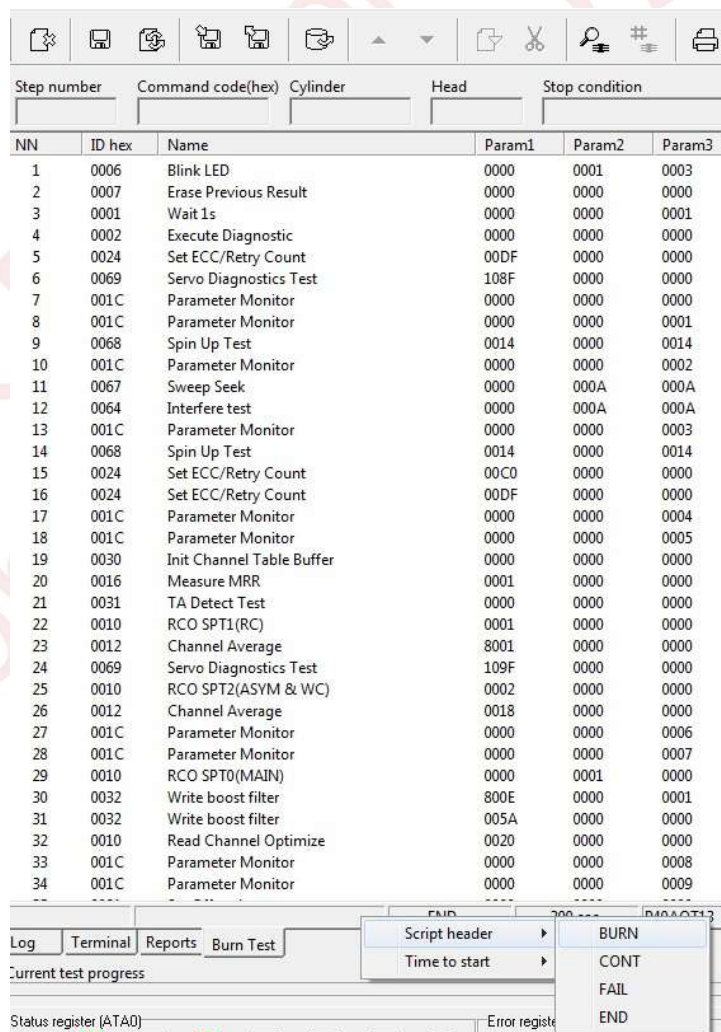 Step number Command code(hex) Cylinder Head Stop condition
NN ID hex Name Param1 Param2 Param3
1 0006 Blink LED 0000 0001 0003
2 0007 Erase Previous Result 0000 0000 0000
3 0001 Wait 1s 0000 0000 0001
4 0002 Execute Diagnostic 0000 0000 0000
5 0024 Set ECC/Retry Count 00DF 0000 0000
6 0069 Servo Diagnostics Test 108F 0000 0000
7 001C Parameter Monitor 0000 0000 0000
8 001C Parameter Monitor 0000 0000 0001
9 0068 Spin Up Test 0014 0000 0014
10 001C Parameter Monitor 0000 0000 0002
11 0067 Sweep Seek 0000 000A 000A
12 0064 Interfere test 0000 000A 000A
13 001C Parameter Monitor 0000 0000 0003
14 0068 Spin Up Test 0014 0000 0014
15 0024 Set ECC/Retry Count 00C0 0000 0000
16 0024 Set ECC/Retry Count 00DF 0000 0000
17 001C Parameter Monitor 0000 0000 0004
18 001C Parameter Monitor 0000 0000 0005
19 0030 Init Channel Table Buffer 0000 0000 0000
20 0016 Measure MRR 0001 0000 0000
21 0031 TA Detect Test 0000 0000 0000
22 0010 RCO SPT1(RC) 0001 0000 0000
23 0012 Channel Average 8001 0000 0000
24 0069 Servo Diagnostics Test 109F 0000 0000
25 0010 RCO SPT2(ASYM & WC) 0002 0000 0000
26 0012 Channel Average 0018 0000 0000
27 001C Parameter Monitor 0000 0000 0006
28 001C Parameter Monitor 0000 0000 0007
29 0010 RCO SPT0(MAIN) 0000 0001 0000
30 0032 Write boost filter 800E 0000 0001
31 0032 Write boost filter 005A 0000 0000
32 0010 Read Channel Optimize 0020 0000 0000
33 001C Parameter Monitor 0000 0000 0008
34 001C Parameter Monitor 0000 0000 0009
Log Terminal Reports Burn Test Script header BURN
Time to start CONT
Current test progress
FAIL
Status register (ATA0) Error registe END